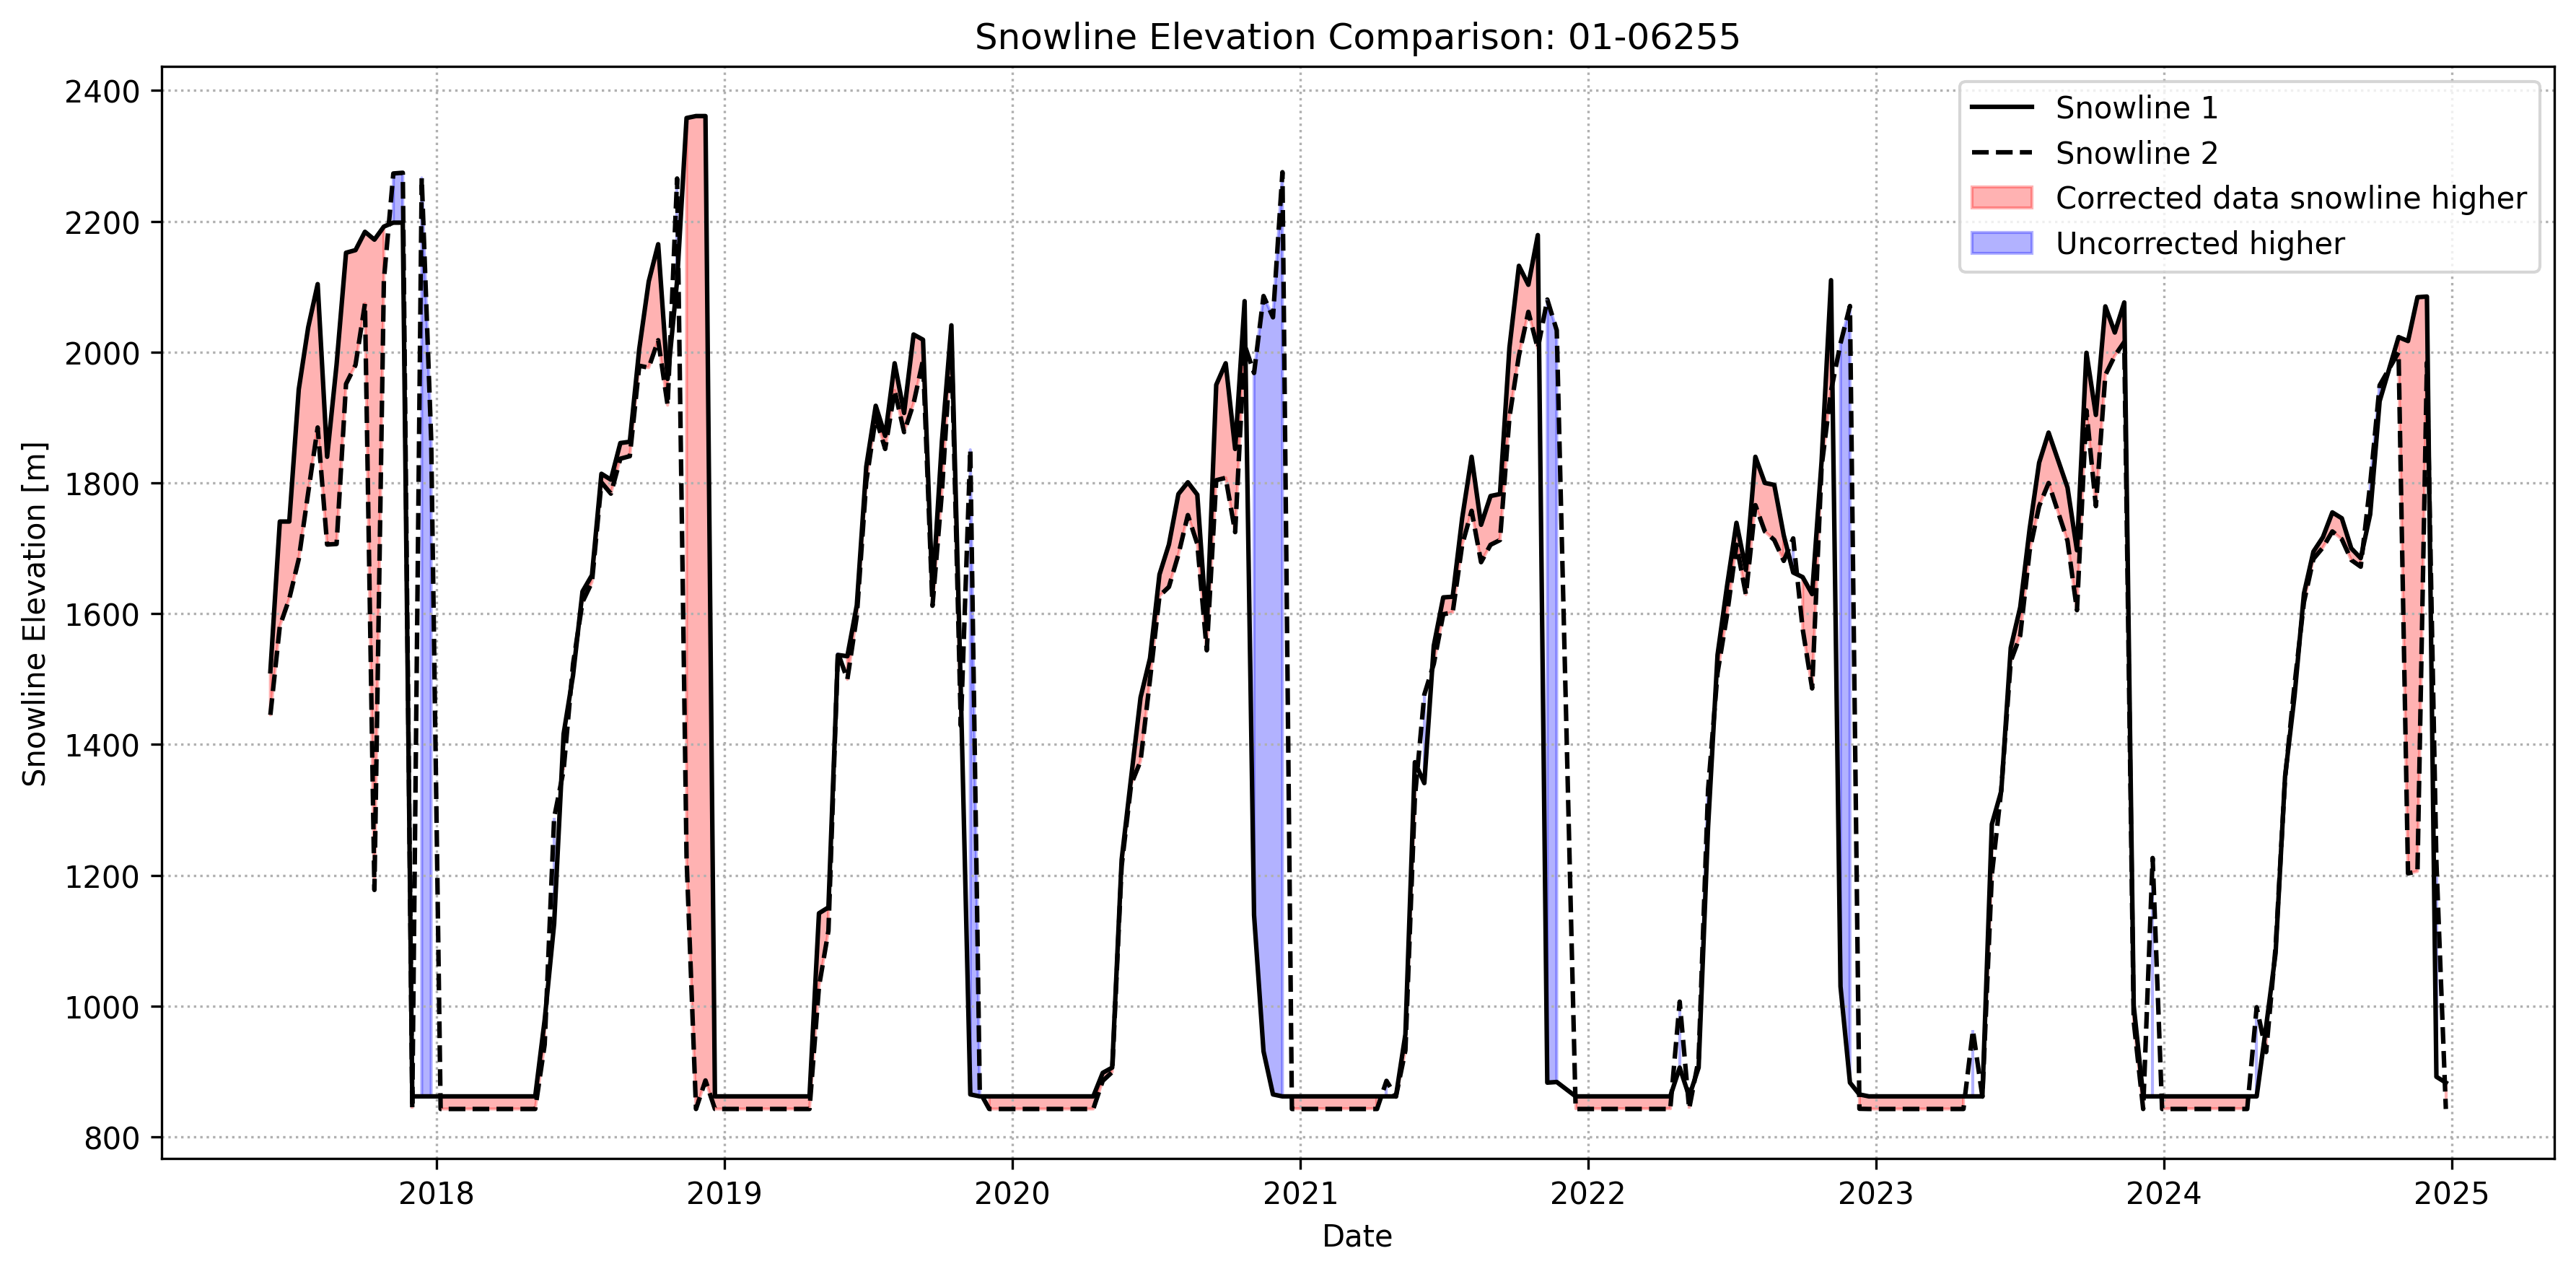 Snowline Elevation Comparison: 01-06255
Snowline 1
Snowline 2
Corrected data snowline higher
Uncorrected higher
Snowline Elevation [m]
2400
2200
2000
1800
1600
1400
1200
1000
800
2018 2019 2020 2021 2022 2023 2024 2025
Date